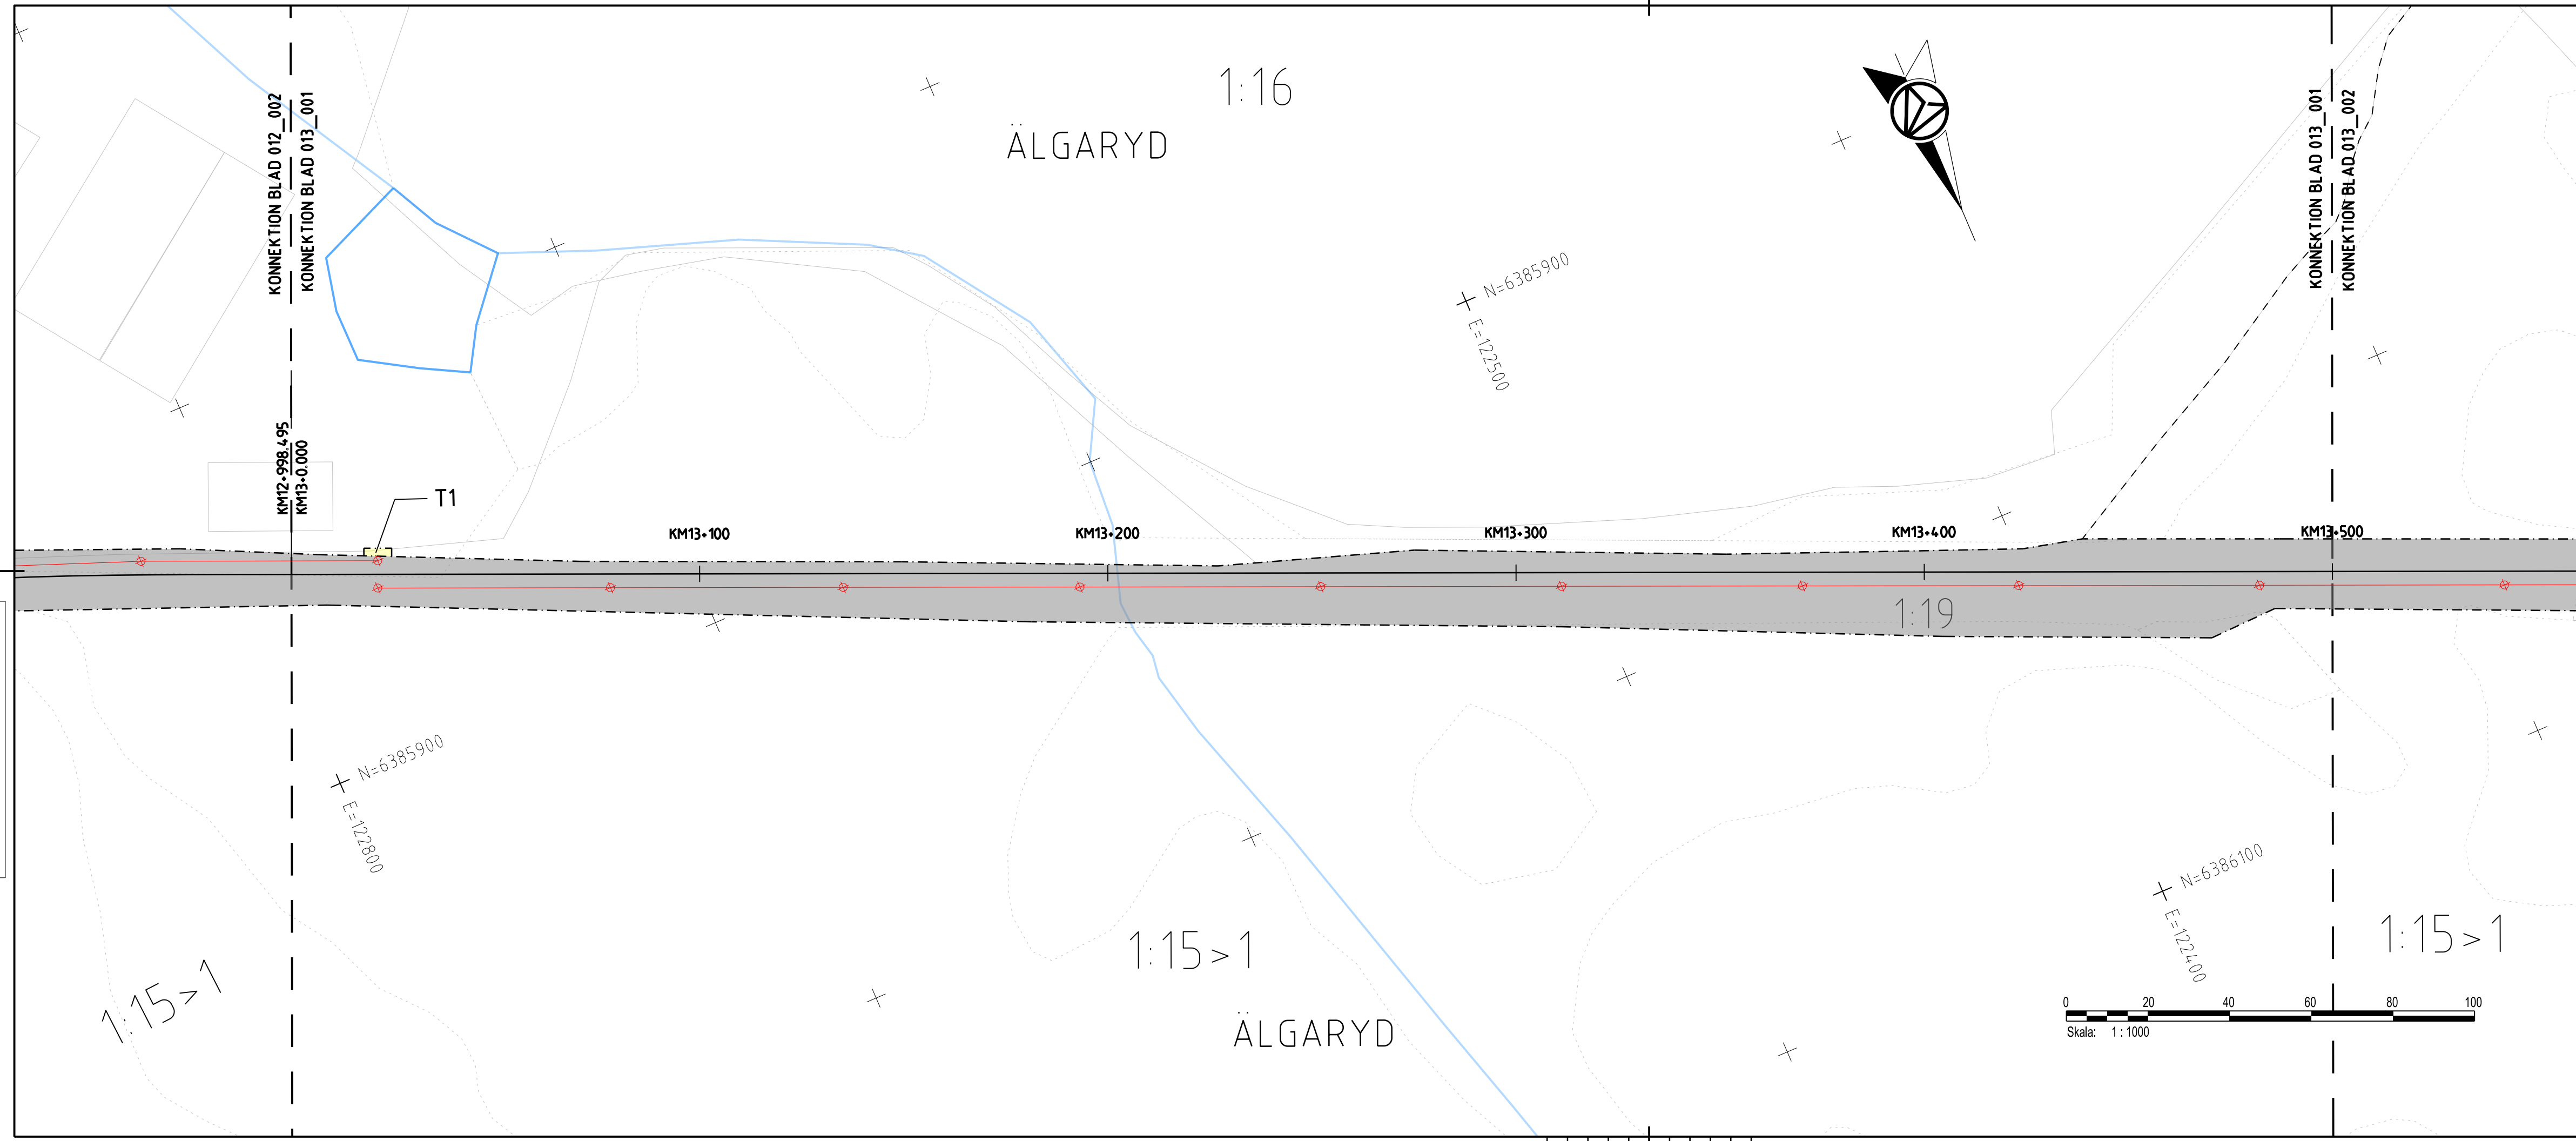 1:16
ÄLGARYD
KONNEKTION BLAD 012_002
KONNEKTION BLAD 013_001
KONNEKTION BLAD 013_001
KONNEKTION BLAD 013_002
N=6385900
E=122500
KM12+998.495
KM13+0.000
T1
KM13+100
KM13+200
KM13+300
KM13+400
KM13+500
1:19
N=6385900
E=122800
N=6386100
E=122400
1:15>1
1:15>1
1:15>1
ÄLGARYD
0 20 40 60 80 100
Skala: 1 : 1000